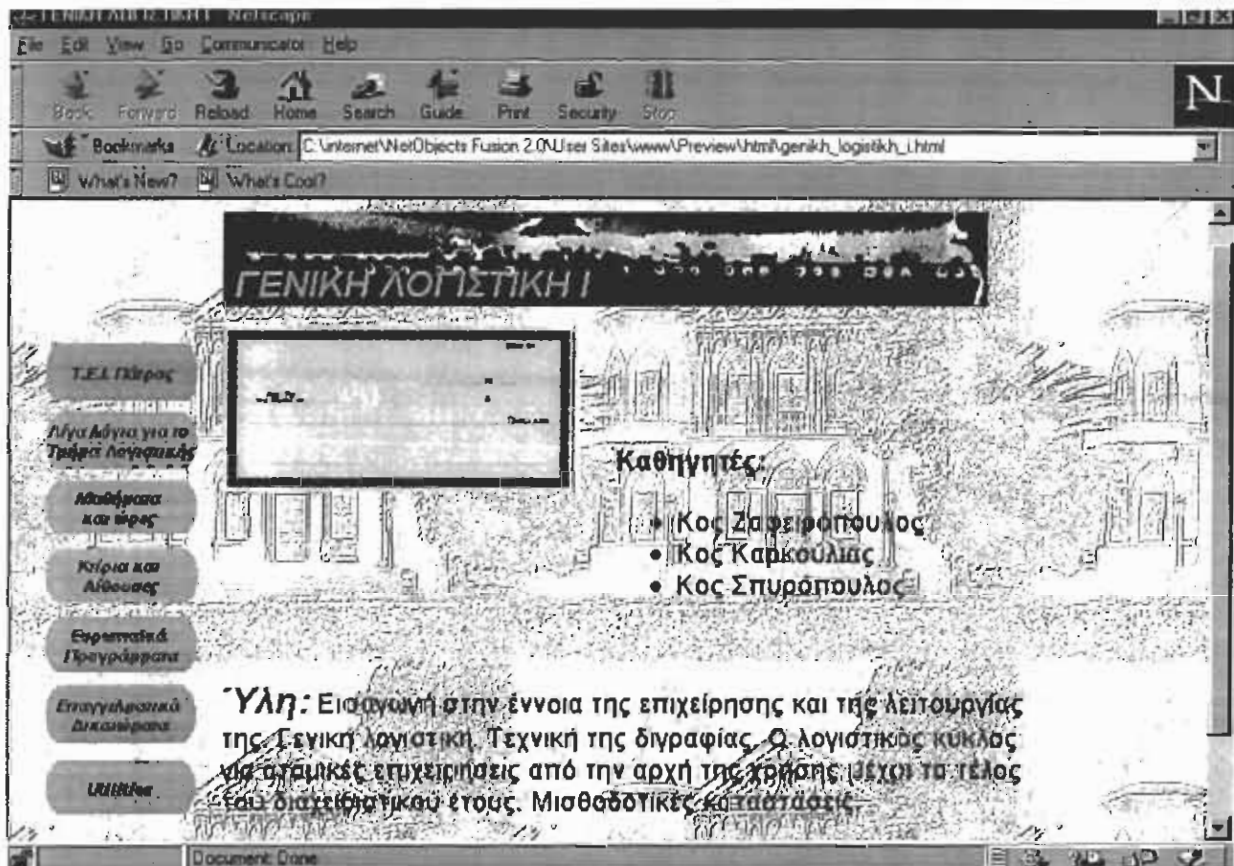 ΓΕΝΙΚΗ ΛΟΓΙΣΤΙΚΗ Ι - Netscape
File Edit View Go Communicator Help
Back Forward Reload Home Search Guide Print Security Stop
N
Bookmarks Location: C:\internet\NetObjects Fusion 2.0\User Sites\www\Preview\html\genikh_logistikh_i.html
What's New? What's Cool?
ΓΕΝΙΚΗ ΛΟΓΙΣΤΙΚΗ Ι
Τ.Ε.Ι. Πάτρας
Λίγα λόγια για το
Τμήμα Λογιστικής
Μαθήματα
και ώρες
Κτίρια και
Αίθουσες
Ευρωπαϊκά
Προγράμματα
Επαγγελματικά
Δικαιώματα
Utilities
Καθηγητές:
• Κος Ζαφειρόπουλος
• Κος Καρκούλιας
• Κος Σπυρόπουλος
Ύλη: Εισαγωγή στην έννοια της επιχείρησης και της λειτουργίας
της. Γενική λογιστική. Τεχνική της διγραφίας. Ο λογιστικός κύκλος
για ατομικές επιχειρήσεις από την αρχή της χρήσης μέχρι το τέλος
του διαχειριστικού έτους. Μισθοδοτικές καταστάσεις.
Document: Done